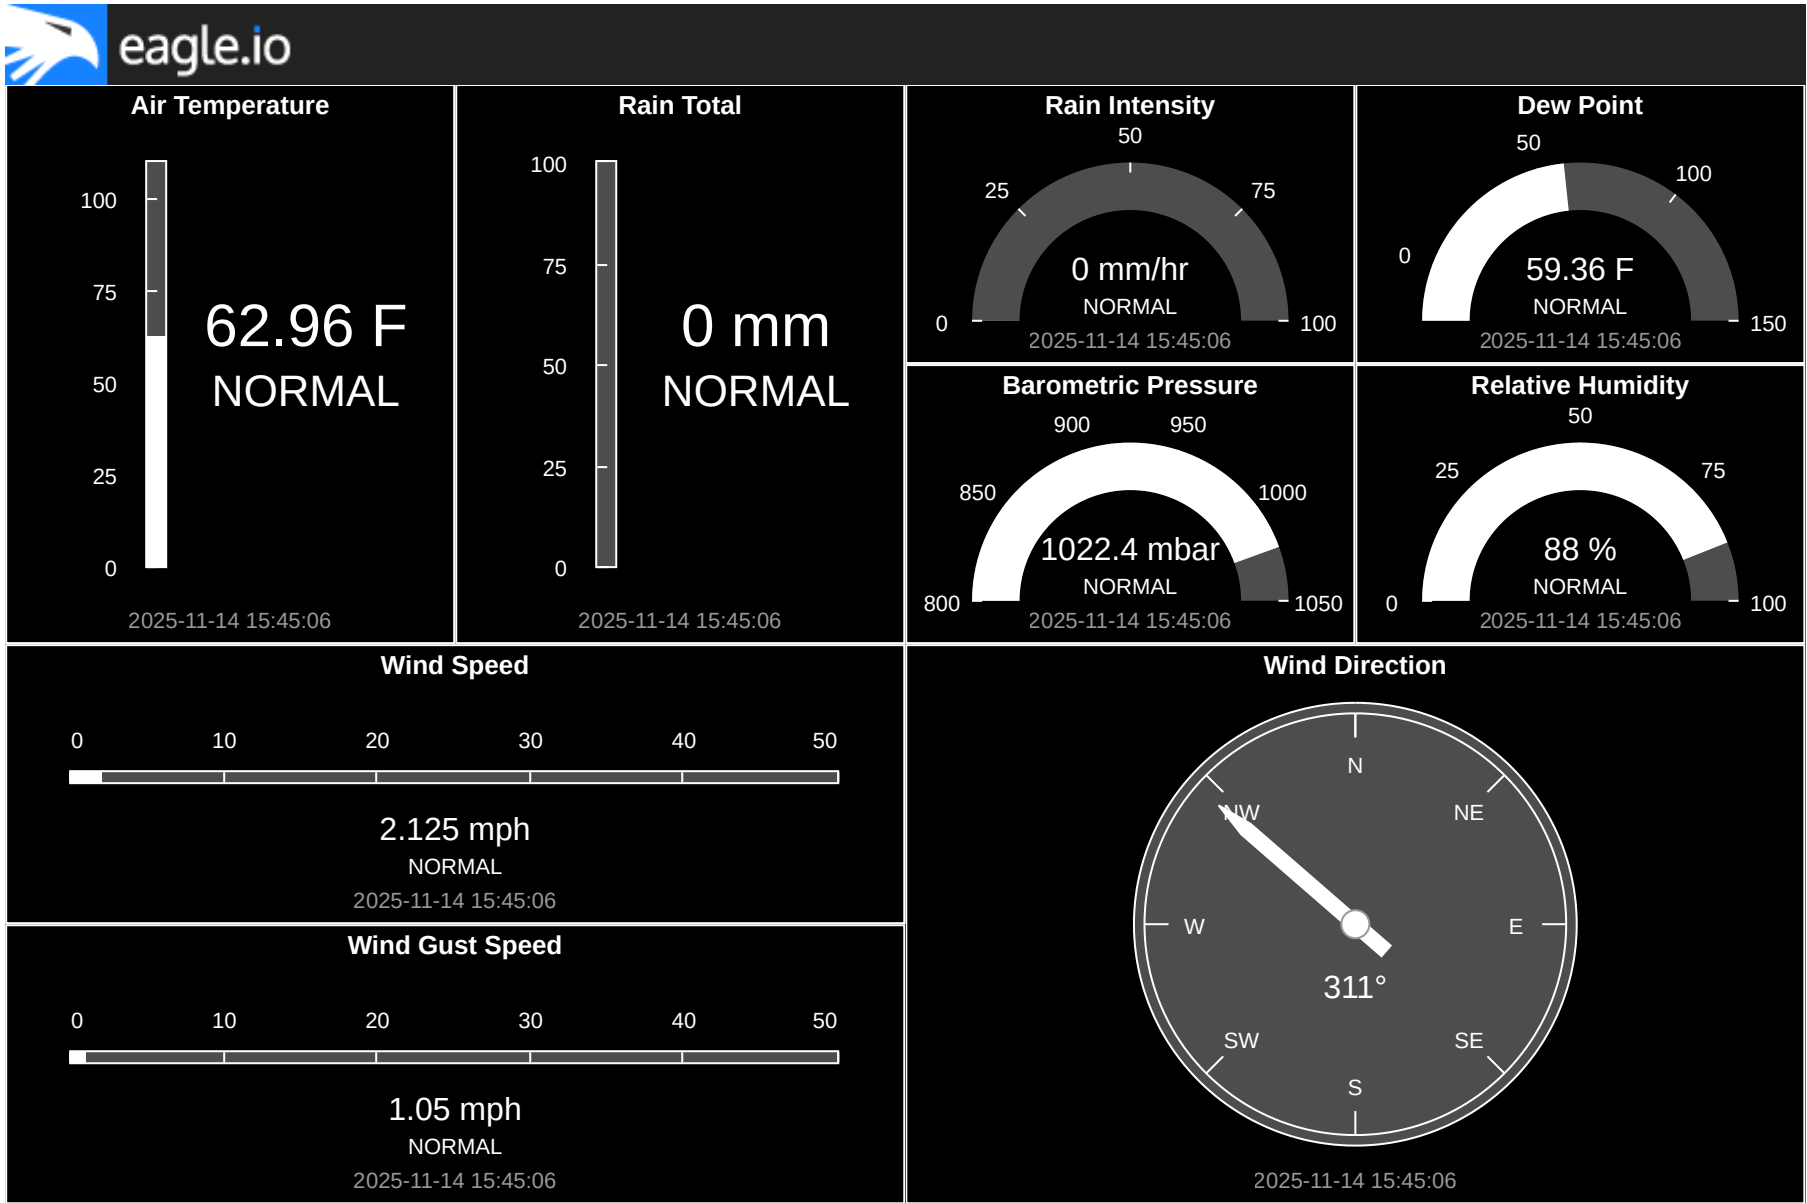 eagle.io
Air Temperature
100
75
50
25
0
62.96 F
NORMAL
2025-11-14 15:45:06
Rain Total
100
75
50
25
0
0 mm
NORMAL
2025-11-14 15:45:06
Rain Intensity
50
25
75
0
100
0 mm/hr
NORMAL
2025-11-14 15:45:06
Dew Point
50
100
0
150
59.36 F
NORMAL
2025-11-14 15:45:06
Barometric Pressure
900
950
850
1000
800
1050
1022.4 mbar
NORMAL
2025-11-14 15:45:06
Relative Humidity
50
25
75
0
100
88 %
NORMAL
2025-11-14 15:45:06
Wind Speed
0 10 20 30 40 50
2.125 mph
NORMAL
2025-11-14 15:45:06
Wind Gust Speed
0 10 20 30 40 50
1.05 mph
NORMAL
2025-11-14 15:45:06
Wind Direction
N
NW
NE
W
E
311°
SW
SE
S
2025-11-14 15:45:06